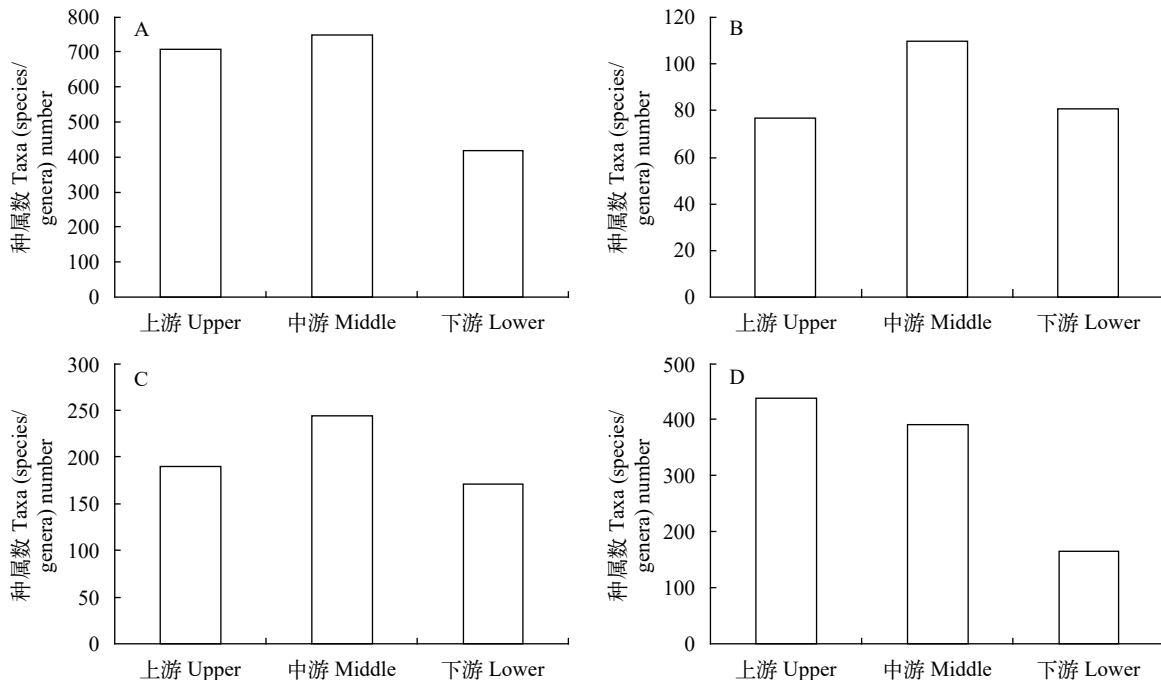 A
种属数 Taxa (species/
genera) number
800
700
600
500
400
300
200
100
0
上游 Upper 中游 Middle 下游 Lower
B
种属数 Taxa (species/
genera) number
120
100
80
60
40
20
0
上游 Upper 中游 Middle 下游 Lower
C
种属数 Taxa (species/
genera) number
300
250
200
150
100
50
0
上游 Upper 中游 Middle 下游 Lower
D
种属数 Taxa (species/
genera) number
500
400
300
200
100
0
上游 Upper 中游 Middle 下游 Lower